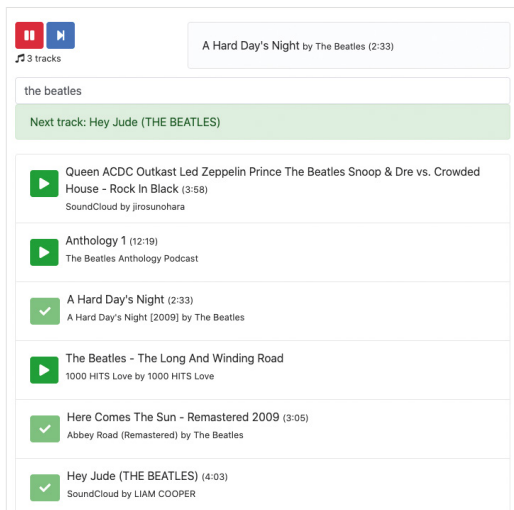 A Hard Day's Night by The Beatles (2:33)
3 tracks
the beatles
Next track: Hey Jude (THE BEATLES)
Queen ACDC Outkast Led Zeppelin Prince The Beatles Snoop & Dre vs. Crowded
House - Rock In Black (3:58)
SoundCloud by jirosunohara
Anthology 1 (12:19)
The Beatles Anthology Podcast
A Hard Day's Night (2:33)
A Hard Day's Night [2009] by The Beatles
The Beatles - The Long And Winding Road
1000 HITS Love by 1000 HITS Love
Here Comes The Sun - Remastered 2009 (3:05)
Abbey Road (Remastered) by The Beatles
Hey Jude (THE BEATLES) (4:03)
SoundCloud by LIAM COOPER